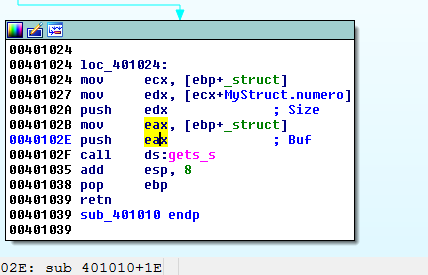 00401024
00401024 loc_401024:
00401024 mov ecx, [ebp+_struct]
00401027 mov edx, [ecx+MyStruct.numero]
0040102A push edx ; Size
0040102B mov eax, [ebp+_struct]
0040102E push eax ; Buf
0040102F call ds:gets_s
00401035 add esp, 8
00401038 pop ebp
00401039 retn
00401039 sub_401010 endp
00401039
02E: sub 401010+1E